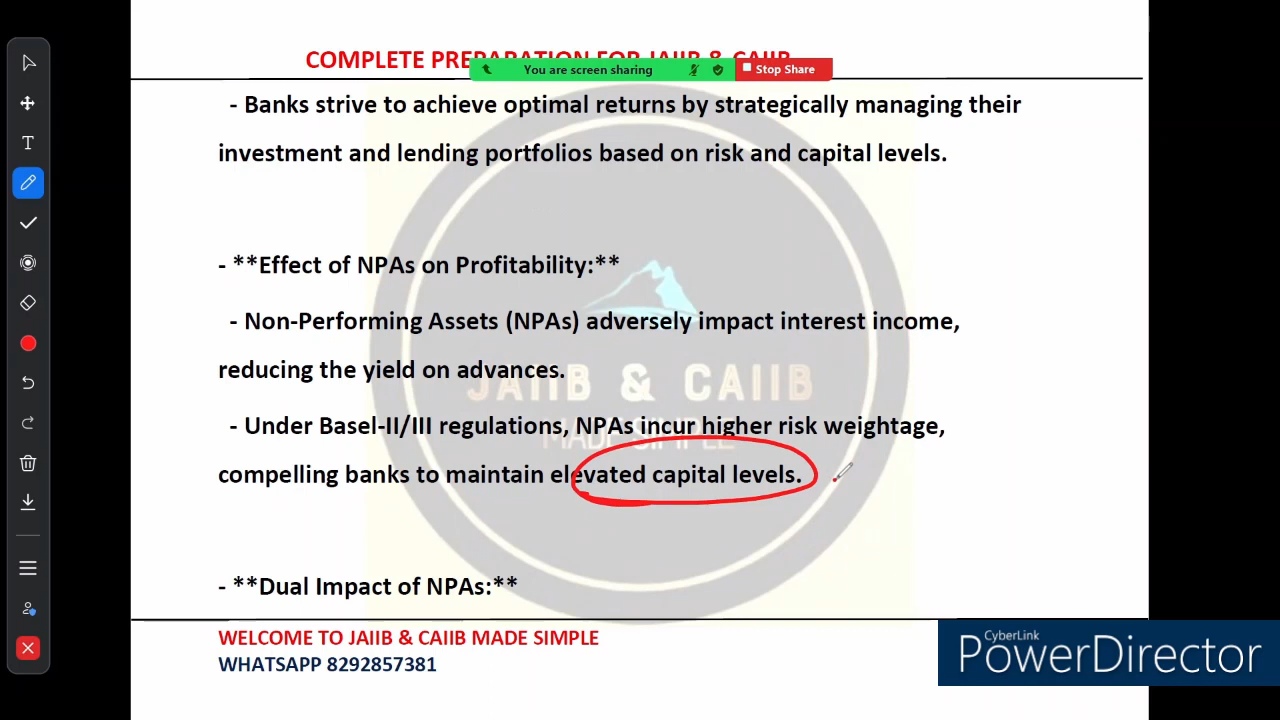 COMPLETE PREPARATION FOR JAIIB & CAIIB
You are screen sharing
Stop Share
- Banks strive to achieve optimal returns by strategically managing their
investment and lending portfolios based on risk and capital levels.
- **Effect of NPAs on Profitability:**
- Non-Performing Assets (NPAs) adversely impact interest income,
reducing the yield on advances.
JAIIB & CAIIB
- Under Basel-II/III regulations, NPAs incur higher risk weightage,
MADE SIMPLE
compelling banks to maintain elevated capital levels.
- **Dual Impact of NPAs:**
WELCOME TO JAIIB & CAIIB MADE SIMPLE
WHATSAPP 8292857381
CyberLink
PowerDirector
T